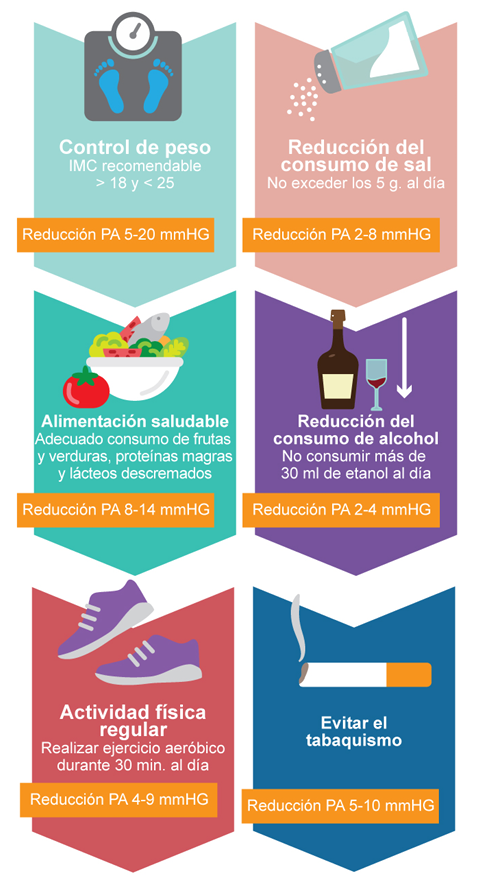 Control de peso
IMC recomendable
> 18 y < 25
Reducción PA 5-20 mmHG
Reducción del
consumo de sal
No exceder los 5 g. al día
Reducción PA 2-8 mmHG
Alimentación saludable
Adecuado consumo de frutas
y verduras, proteínas magras
y lácteos descremados
Reducción PA 8-14 mmHG
Reducción del
consumo de alcohol
No consumir más de
30 ml de etanol al día
Reducción PA 2-4 mmHG
Actividad física
regular
Realizar ejercicio aeróbico
durante 30 min. al día
Reducción PA 4-9 mmHG
Evitar el
tabaquismo
Reducción PA 5-10 mmHG